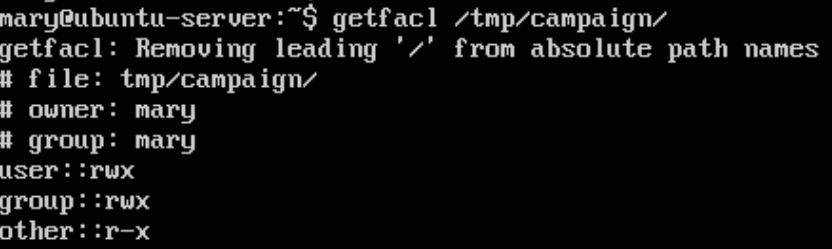 mary@ubuntu-server:~$ getfacl /tmp/campaign/
getfacl: Removing leading '/' from absolute path names
# file: tmp/campaign/
# owner: mary
# group: mary
user::rwx
group::rwx
other::r-x